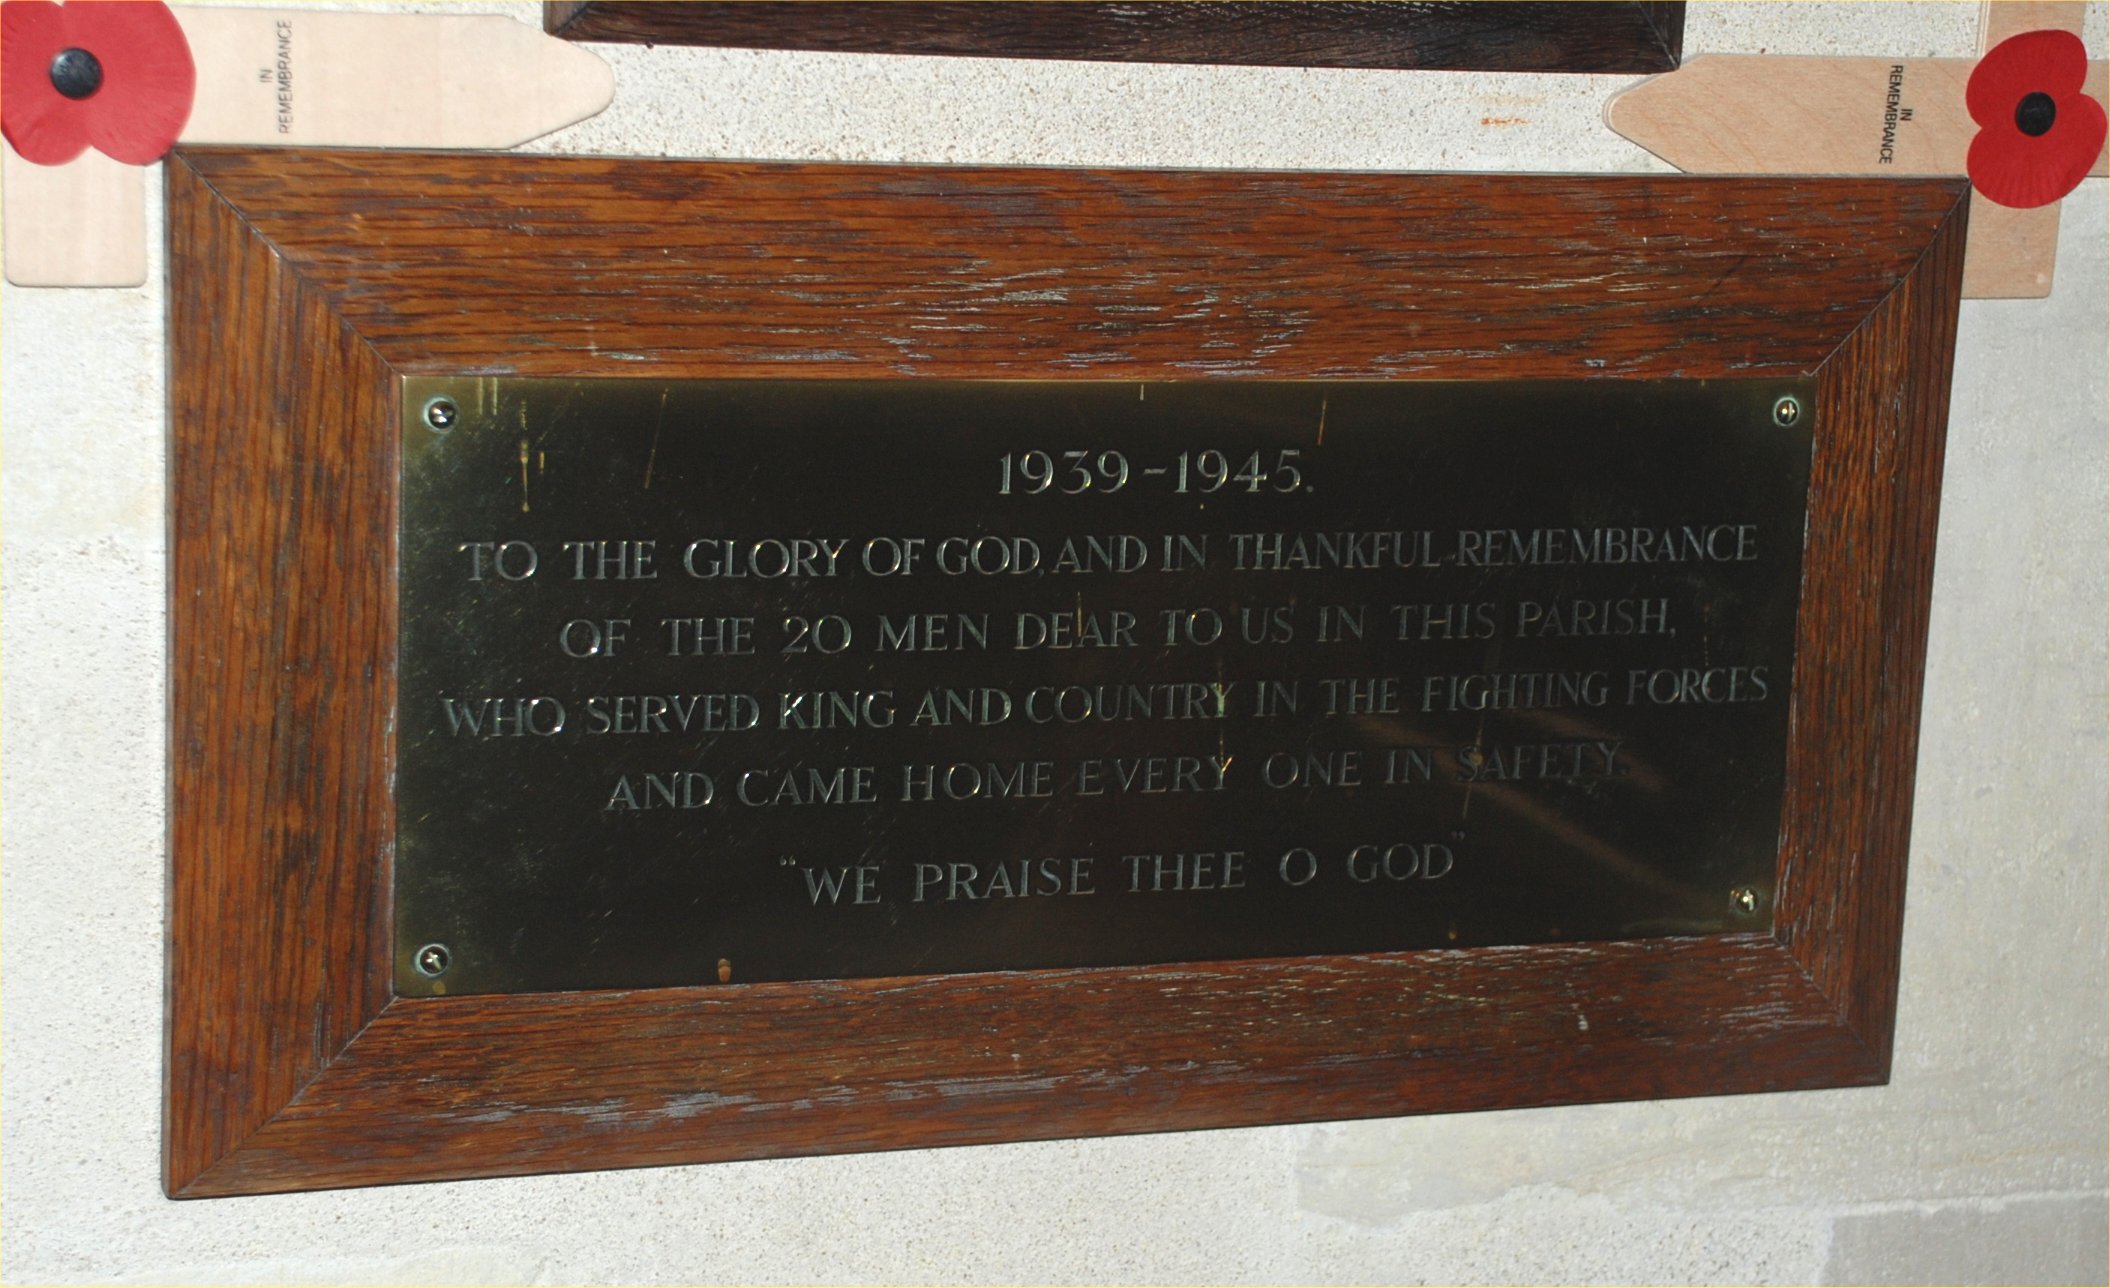 IN
REMEMBRANCE
IN
REMEMBRANCE
1939-1945.
TO THE GLORY OF GOD, AND IN THANKFUL REMEMBRANCE
OF THE 20 MEN DEAR TO US IN THIS PARISH,
WHO SERVED KING AND COUNTRY IN THE FIGHTING FORCES
AND CAME HOME EVERY ONE IN SAFETY.
"WE PRAISE THEE O GOD"